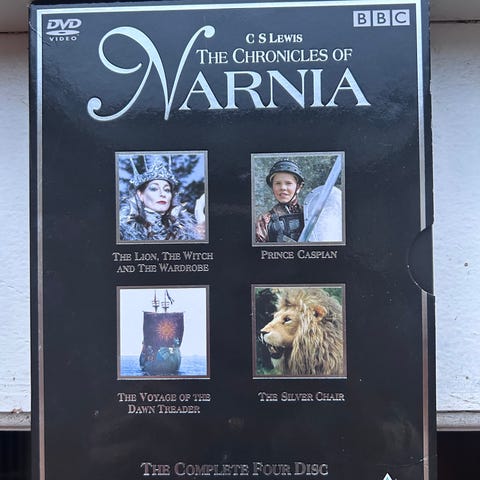 DVD
VIDEO
BBC
C S LEWIS
THE CHRONICLES OF
NARNIA
THE LION, THE WITCH
AND THE WARDROBE
PRINCE CASPIAN
THE VOYAGE OF THE
DAWN TREADER
THE SILVER CHAIR
THE COMPLETE FOUR DISC